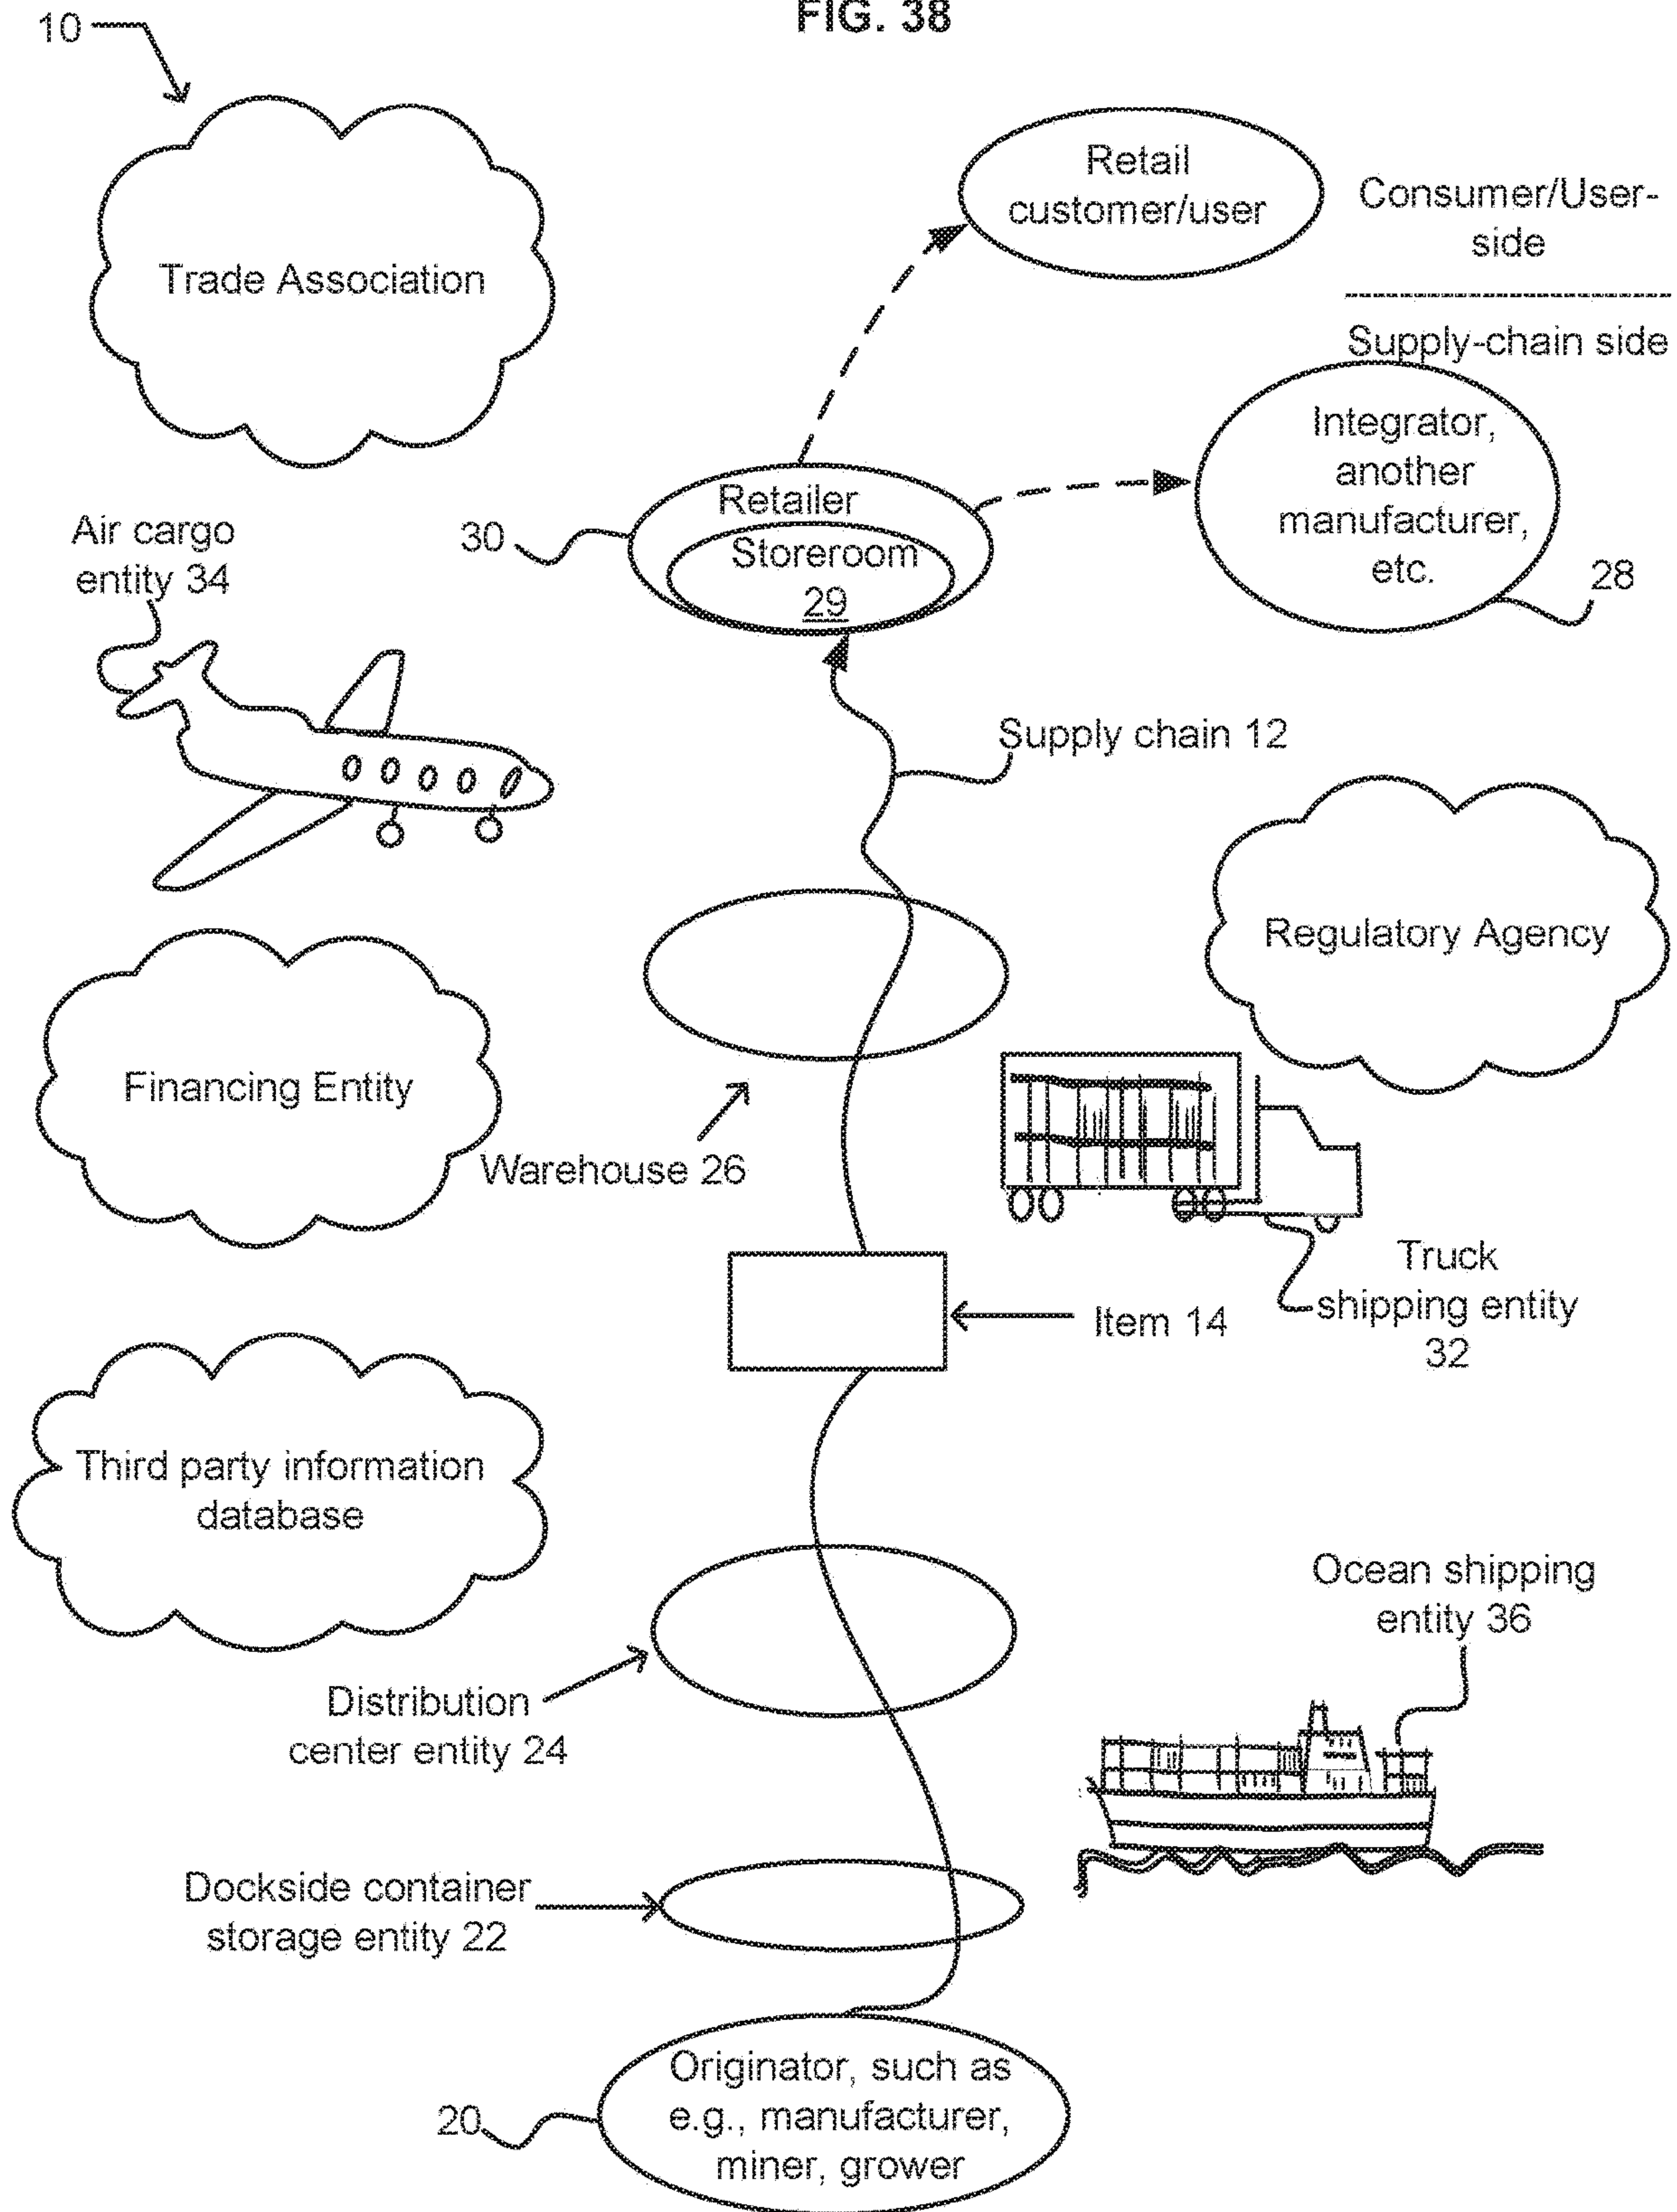 FIG. 38
10
Retail
customer/user
Consumer/User-
side
Trade Association
Supply-chain side
Integrator,
another
manufacturer,
etc.
28
Retailer
Storeroom
29
30
Air cargo
entity 34
Supply chain 12
Regulatory Agency
Financing Entity
Warehouse 26
Truck
shipping entity
32
Item 14
Third party information
database
Ocean shipping
entity 36
Distribution
center entity 24
Dockside container
storage entity 22
Originator, such as
e.g., manufacturer,
miner, grower
20